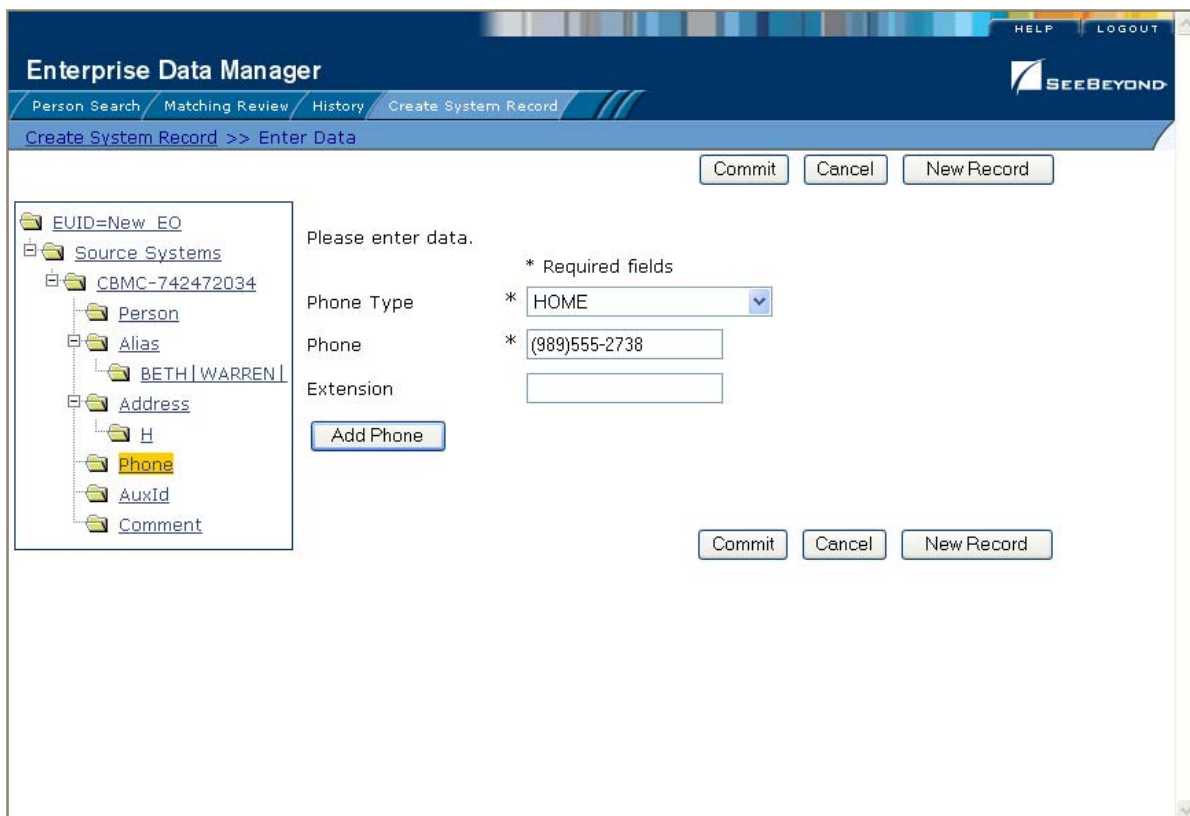 HELP LOGOUT
Enterprise Data Manager
SEEBEYOND
Person Search Matching Review History Create System Record
Create System Record >> Enter Data
Commit Cancel New Record
EUID=New EO
Source Systems
CBMC-742472034
Person
Alias
BETH|WARREN|
Address
H
Phone
AuxId
Comment
Please enter data.
* Required fields
Phone Type * HOME
Phone * (989)555-2738
Extension
Add Phone
Commit Cancel New Record